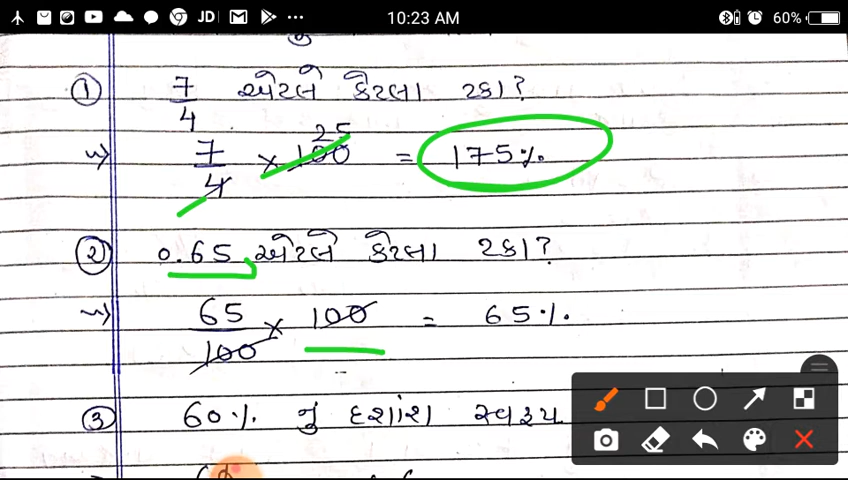 JD 10:23 AM 60%
① 7/4 એટલે કેટલા ટકા?
7/4 × 100 = 175%
25
② 0.65 એટલે કેટલા ટકા?
65/100 × 100 = 65%
③ 60% નું દશાંશ સ્વરૂપ